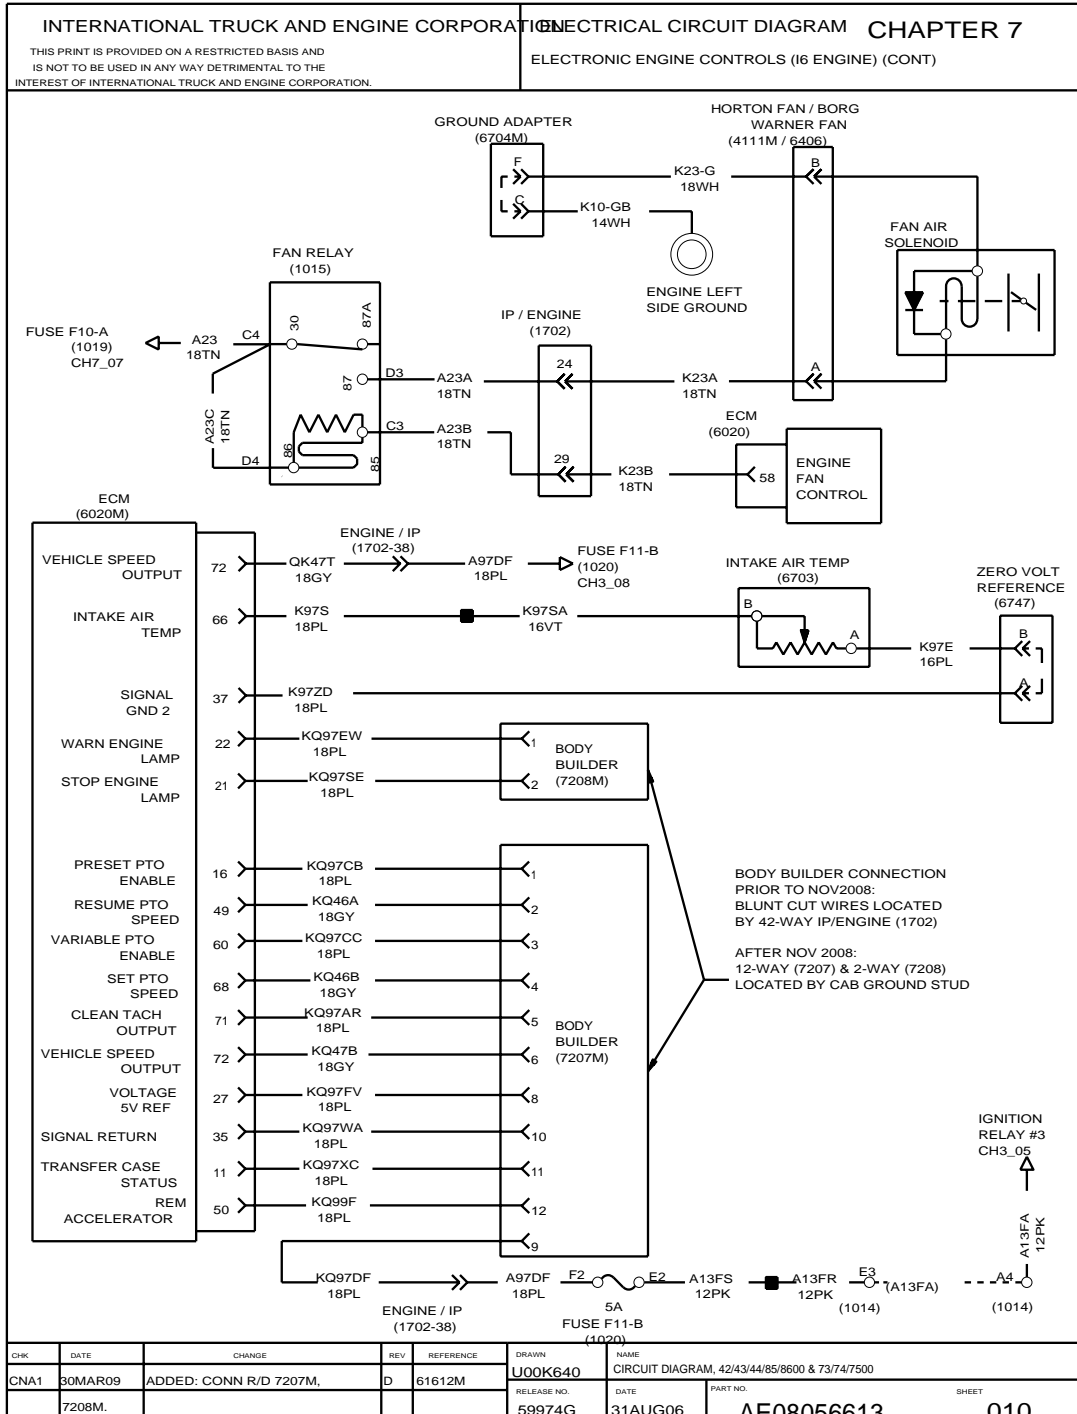 INTERNATIONAL TRUCK AND ENGINE CORPORATION
THIS PRINT IS PROVIDED ON A RESTRICTED BASIS AND
IS NOT TO BE USED IN ANY WAY DETRIMENTAL TO THE
INTEREST OF INTERNATIONAL TRUCK AND ENGINE CORPORATION.
ELECTRICAL CIRCUIT DIAGRAM CHAPTER 7
ELECTRONIC ENGINE CONTROLS (I6 ENGINE) (CONT)
GROUND ADAPTER
(6704M)
F
C
K23-G
18WH
K10-GB
14WH
ENGINE LEFT
SIDE GROUND
HORTON FAN / BORG
WARNER FAN
(4111M / 6406)
B
A
FAN AIR
SOLENOID
FAN RELAY
(1015)
30
87A
87
86
85
C4
D3
C3
D4
FUSE F10-A
(1019)
CH7_07
A23
18TN
A23C
18TN
A23A
18TN
A23B
18TN
IP / ENGINE
(1702)
24
29
K23A
18TN
K23B
18TN
ECM
(6020)
58
ENGINE
FAN
CONTROL
ECM
(6020M)
VEHICLE SPEED
OUTPUT
72
QK47T
18GY
ENGINE / IP
(1702-38)
A97DF
18PL
FUSE F11-B
(1020)
CH3_08
INTAKE AIR
TEMP
66
K97S
18PL
K97SA
16VT
INTAKE AIR TEMP
(6703)
B
A
K97E
16PL
ZERO VOLT
REFERENCE
(6747)
B
A
SIGNAL
GND 2
37
K97ZD
18PL
WARN ENGINE
LAMP
22
KQ97EW
18PL
1
STOP ENGINE
LAMP
21
KQ97SE
18PL
2
BODY
BUILDER
(7208M)
PRESET PTO
ENABLE
16
KQ97CB
18PL
1
RESUME PTO
SPEED
49
KQ46A
18GY
2
VARIABLE PTO
ENABLE
60
KQ97CC
18PL
3
SET PTO
SPEED
68
KQ46B
18GY
4
CLEAN TACH
OUTPUT
71
KQ97AR
18PL
5
VEHICLE SPEED
OUTPUT
72
KQ47B
18GY
6
VOLTAGE
5V REF
27
KQ97FV
18PL
8
SIGNAL RETURN
35
KQ97WA
18PL
10
TRANSFER CASE
STATUS
11
KQ97XC
18PL
11
REM
ACCELERATOR
50
KQ99F
18PL
12
9
BODY
BUILDER
(7207M)
BODY BUILDER CONNECTION
PRIOR TO NOV2008:
BLUNT CUT WIRES LOCATED
BY 42-WAY IP/ENGINE (1702)
AFTER NOV 2008:
12-WAY (7207) & 2-WAY (7208)
LOCATED BY CAB GROUND STUD
IGNITION
RELAY #3
CH3_05
A13FA
12PK
KQ97DF
18PL
ENGINE / IP
(1702-38)
A97DF
18PL
F2
E2
5A
FUSE F11-B
(1020)
A13FS
12PK
A13FR
12PK
E3
(1014)
(A13FA)
A4
(1014)
CHK DATE CHANGE REV REFERENCE
CNA1 30MAR09 ADDED: CONN R/D 7207M, D 61612M
7208M.
DRAWN
U00K640
NAME
CIRCUIT DIAGRAM, 42/43/44/85/8600 & 73/74/7500
RELEASE NO.
59974G
DATE
31AUG06
PART NO.
AE08056613
SHEET
010